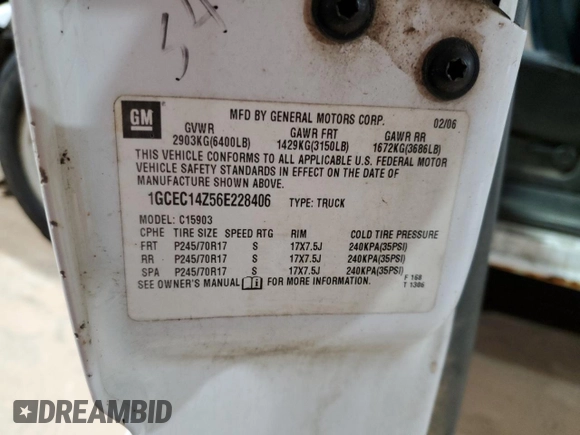 GM
MFD BY GENERAL MOTORS CORP. 02/06
GVWR GAWR FRT GAWR RR
2903KG(6400LB) 1429KG(3150LB) 1672KG(3686LB)
THIS VEHICLE CONFORMS TO ALL APPLICABLE U.S. FEDERAL MOTOR
VEHICLE SAFETY STANDARDS IN EFFECT ON THE DATE OF
MANUFACTURE SHOWN ABOVE.
1GCEC14Z56E228406 TYPE: TRUCK
MODEL: C15903
CPHE TIRE SIZE SPEED RTG RIM COLD TIRE PRESSURE
FRT P245/70R17 S 17X7.5J 240KPA(35PSI)
RR P245/70R17 S 17X7.5J 240KPA(35PSI)
SPA P245/70R17 S 17X7.5J 240KPA(35PSI)
SEE OWNER'S MANUAL FOR MORE INFORMATION.
F 168
T 1386
DREAMBID